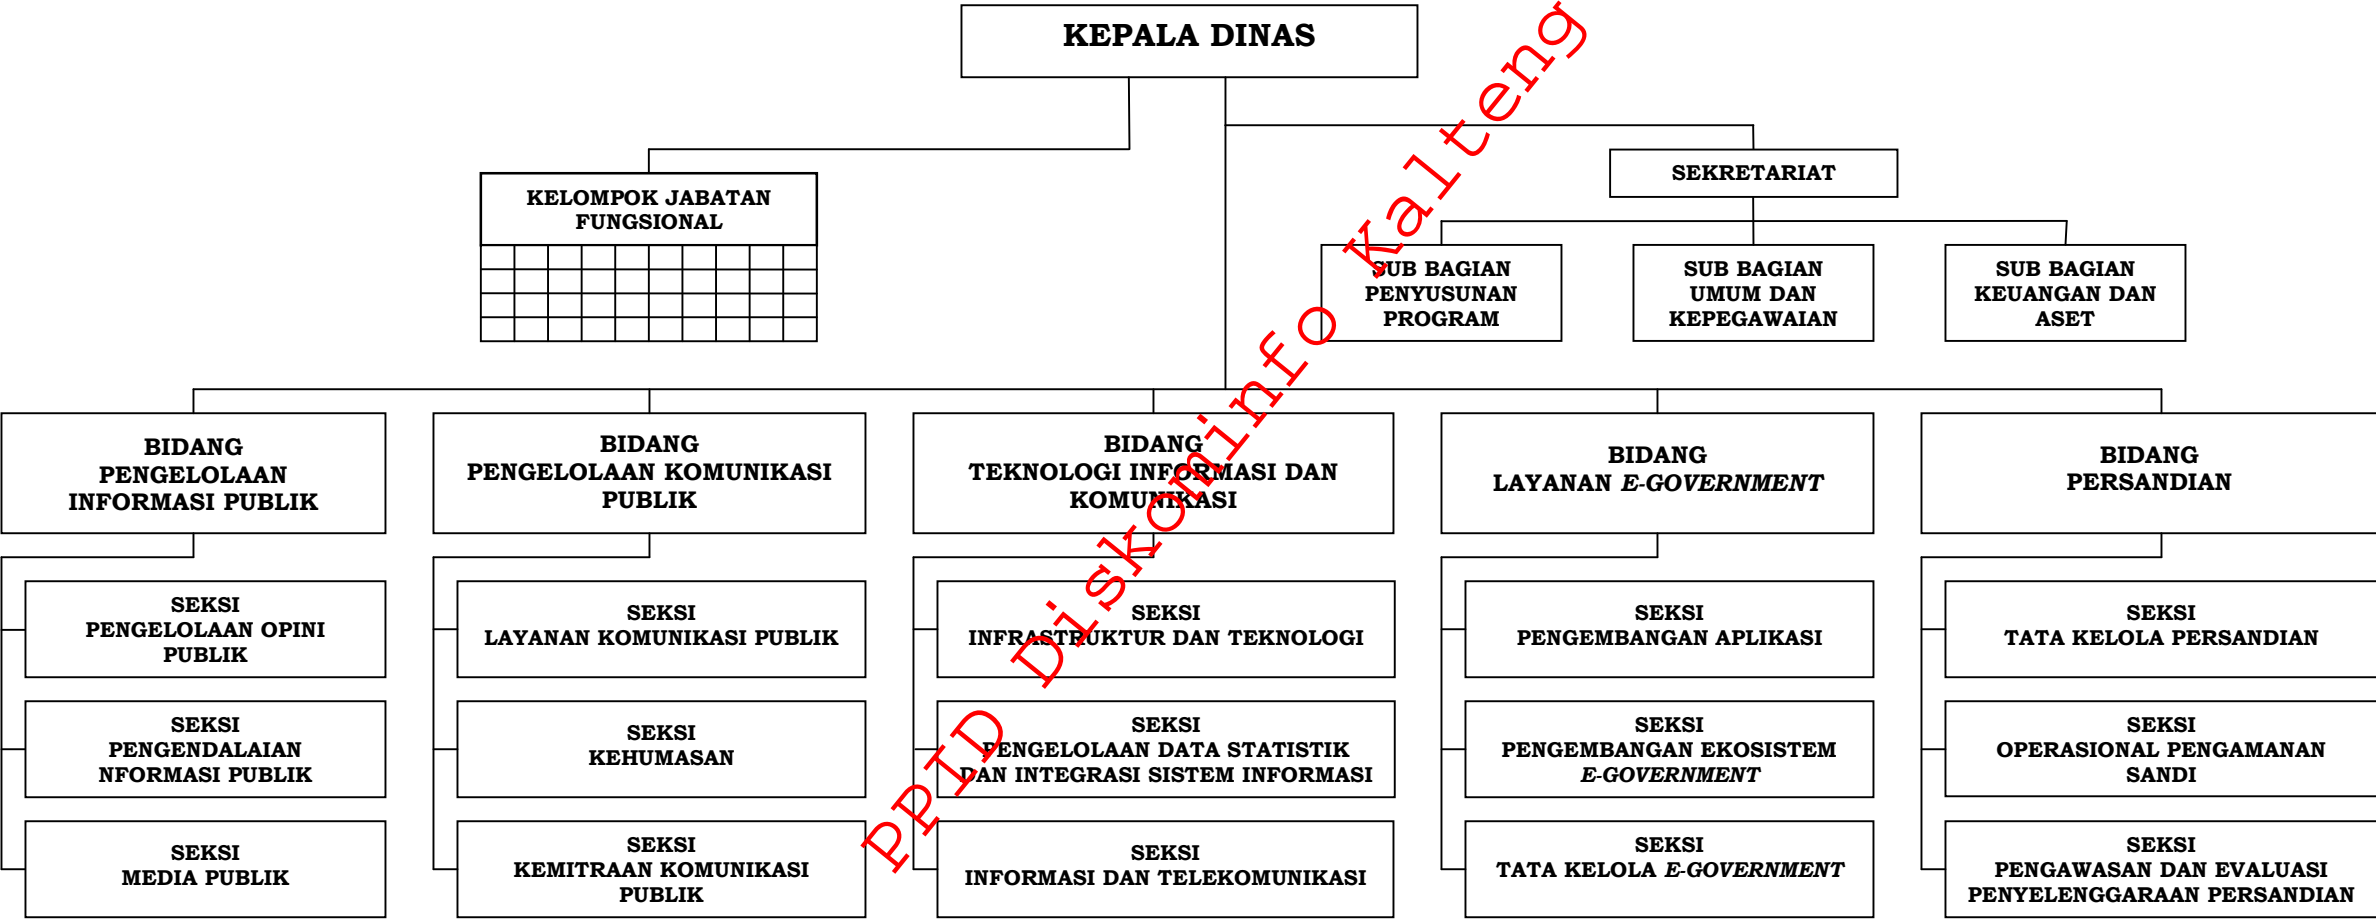 KEPALA DINAS
SEKRETARIAT
KELOMPOK JABATAN
FUNGSIONAL
SUB BAGIAN
PENYUSUNAN
PROGRAM
SUB BAGIAN
UMUM DAN
KEPEGAWAIAN
SUB BAGIAN
KEUANGAN DAN
ASET
BIDANG
PENGELOLAAN
INFORMASI PUBLIK
BIDANG
PENGELOLAAN KOMUNIKASI
PUBLIK
BIDANG
TEKNOLOGI INFORMASI DAN
KOMUNIKASI
BIDANG
LAYANAN E-GOVERNMENT
BIDANG
PERSANDIAN
SEKSI
PENGELOLAAN OPINI
PUBLIK
SEKSI
LAYANAN KOMUNIKASI PUBLIK
SEKSI
INFRASTRUKTUR DAN TEKNOLOGI
SEKSI
PENGEMBANGAN APLIKASI
SEKSI
TATA KELOLA PERSANDIAN
SEKSI
PENGENDALAIAN
NFORMASI PUBLIK
SEKSI
KEHUMASAN
SEKSI
PENGELOLAAN DATA STATISTIK
DAN INTEGRASI SISTEM INFORMASI
SEKSI
PENGEMBANGAN EKOSISTEM
E-GOVERNMENT
SEKSI
OPERASIONAL PENGAMANAN
SANDI
SEKSI
MEDIA PUBLIK
SEKSI
KEMITRAAN KOMUNIKASI
PUBLIK
SEKSI
INFORMASI DAN TELEKOMUNIKASI
SEKSI
TATA KELOLA E-GOVERNMENT
SEKSI
PENGAWASAN DAN EVALUASI
PENYELENGGARAAN PERSANDIAN
PPID Diskominfo Kalteng